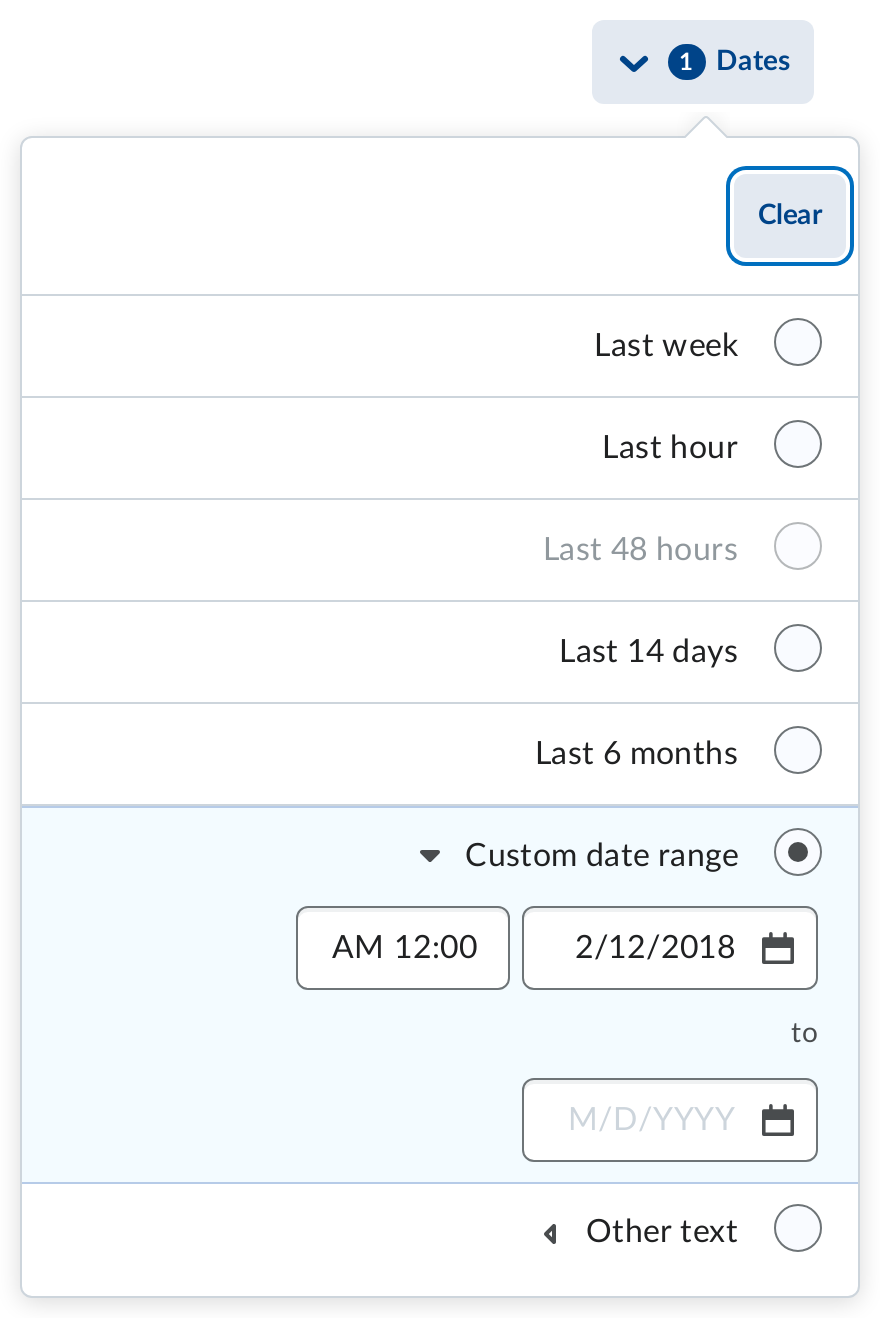 1 Dates
Clear
Last week
Last hour
Last 48 hours
Last 14 days
Last 6 months
Custom date range
2/12/2018 AM 12:00
to
M/D/YYYY
Other text